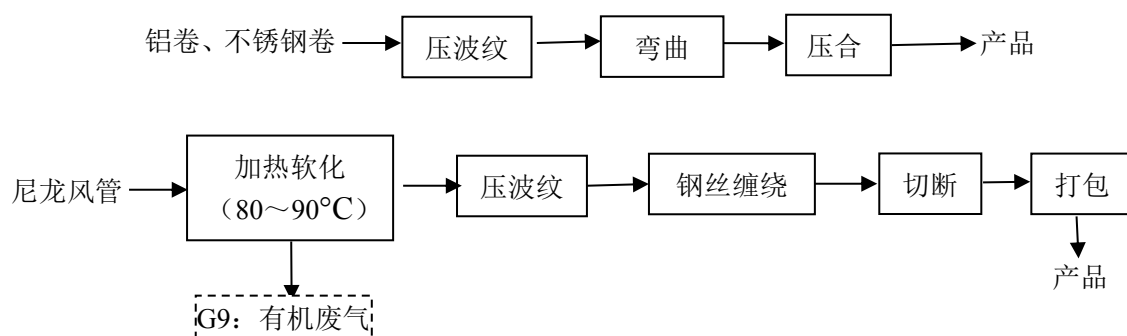 铝卷、不锈钢卷
压波纹
弯曲
压合
产品
尼龙风管
加热软化
（80～90°C）
压波纹
钢丝缠绕
切断
打包
产品
G9：有机废气